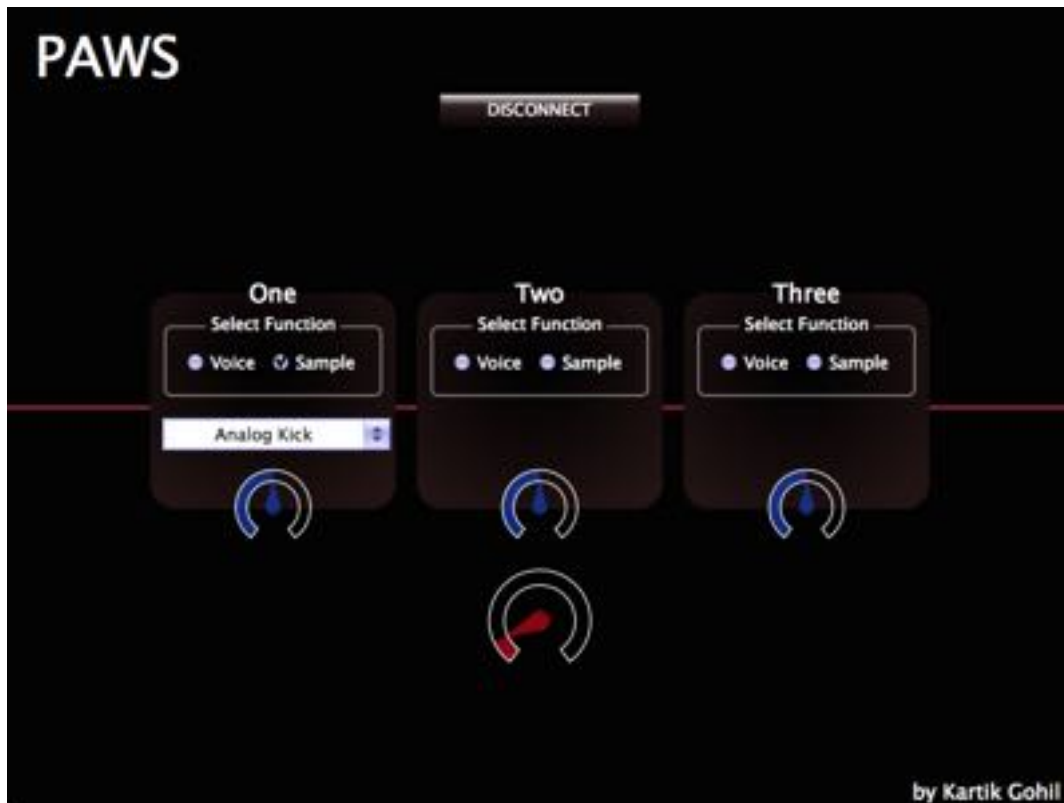 PAWS
DISCONNECT
One
Select Function
Voice Sample
Analog Kick
Two
Select Function
Voice Sample
Three
Select Function
Voice Sample
by Kartik Gohil